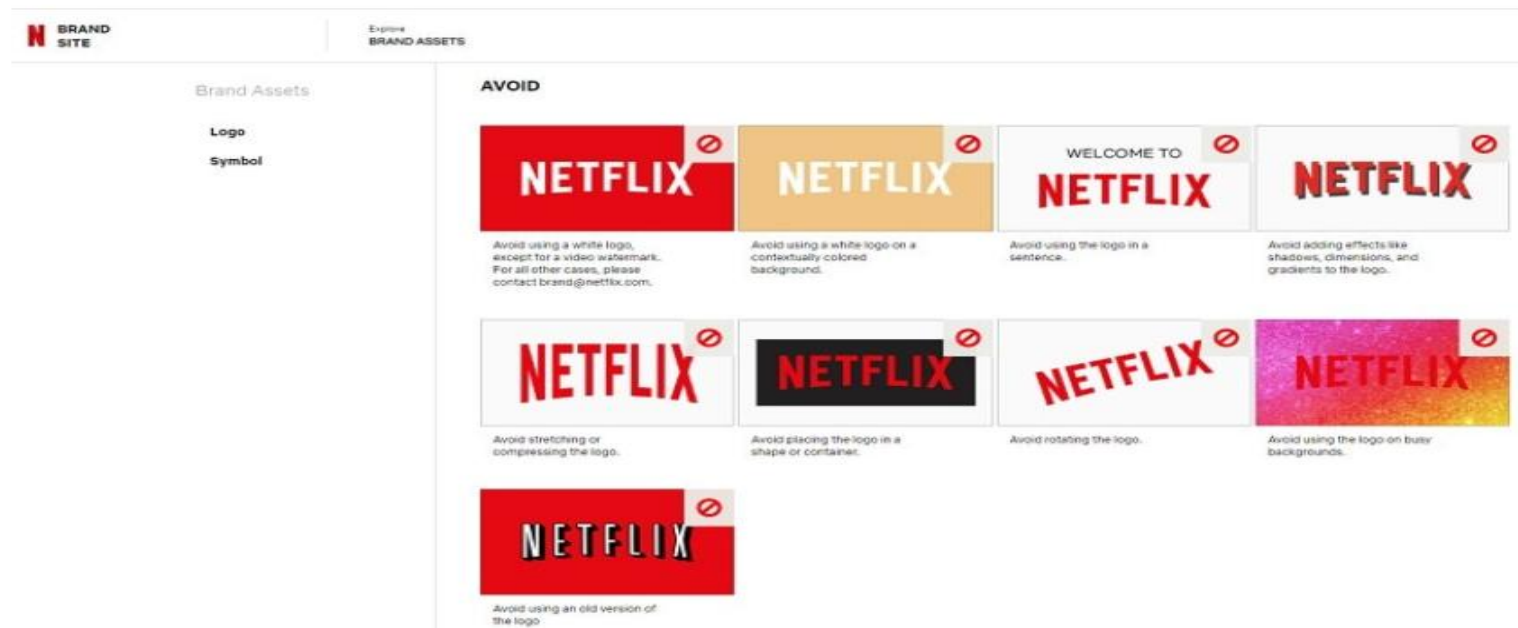 N BRAND
SITE
Explore
BRAND ASSETS
Brand Assets
Logo
Symbol
AVOID
NETFLIX
Avoid using a white logo,
except for a video watermark.
For all other cases, please
contact brand@netflix.com.
NETFLIX
Avoid using a white logo on a
contextually colored
background.
WELCOME TO
NETFLIX
Avoid using the logo in a
sentence.
NETFLIX
Avoid adding effects like
shadows, dimensions, and
gradients to the logo.
NETFLIX
Avoid stretching or
compressing the logo.
NETFLIX
Avoid placing the logo in a
shape or container.
NETFLIX
Avoid rotating the logo.
NETFLIX
Avoid using the logo on busy
backgrounds.
NETFLIX
Avoid using an old version of
the logo